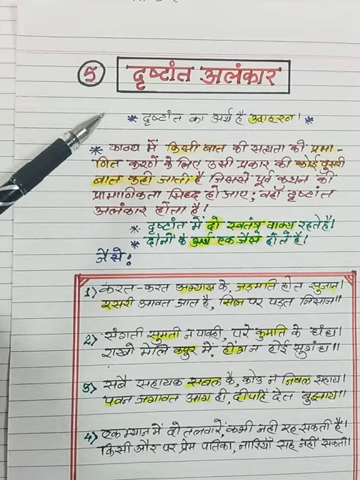 5 दृष्टांत अलंकार
* दृष्टांत का अर्थ है उदाहरण।
* काव्य में किसी बात की सत्यता को प्रमा-
णित करने के लिए उसी प्रकार की कोई दूसरी
बात कही जाती है जिससे पूर्व कथन की
प्रामाणिकता सिद्ध हो जाए; वहाँ दृष्टांत
अलंकार होता है।
* दृष्टांत में दो स्वतंत्र वाक्य रहते हैं।
* दोनों के अर्थ एक जैसे होते हैं।
जैसे:
1) करत-करत अभ्यास के, जड़मति होत सुजान।
रसरी आवत जात है, सिल पर पड़त निसान॥
2) संगती सुमती न पावही, परे कुमति के धंध।
राखो मेलि कपूर में, हींग न होई सुगंध॥
3) सबै सहायक सबल के, कोउ न निबल सहाय।
पवन जगावत आग ही, दीपहिं देत बुझाय॥
4) एक म्यान में दो तलवारें, कभी नहीं रह सकती हैं।
किसी और पर प्रेम पति का, नारियाँ सह नहीं सकती।